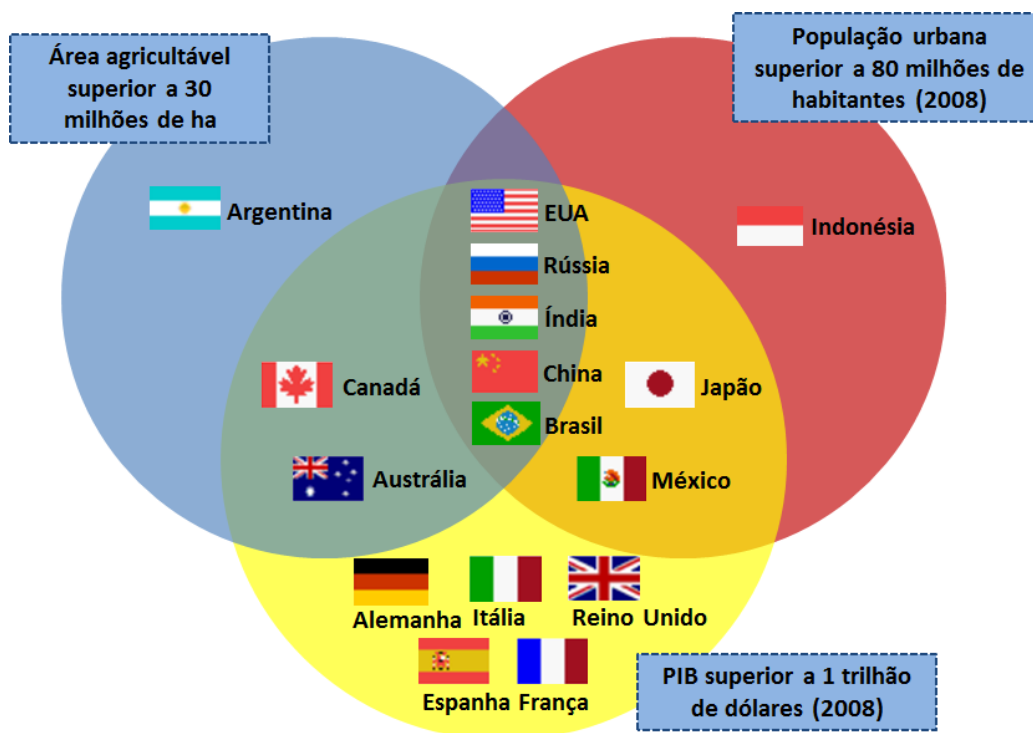 Área agricultável
superior a 30
milhões de ha
População urbana
superior a 80 milhões de
habitantes (2008)
Argentina
EUA
Indonésia
Rússia
Índia
Canadá
China
Japão
Brasil
Austrália
México
Alemanha
Itália
Reino Unido
Espanha
França
PIB superior a 1 trilhão
de dólares (2008)